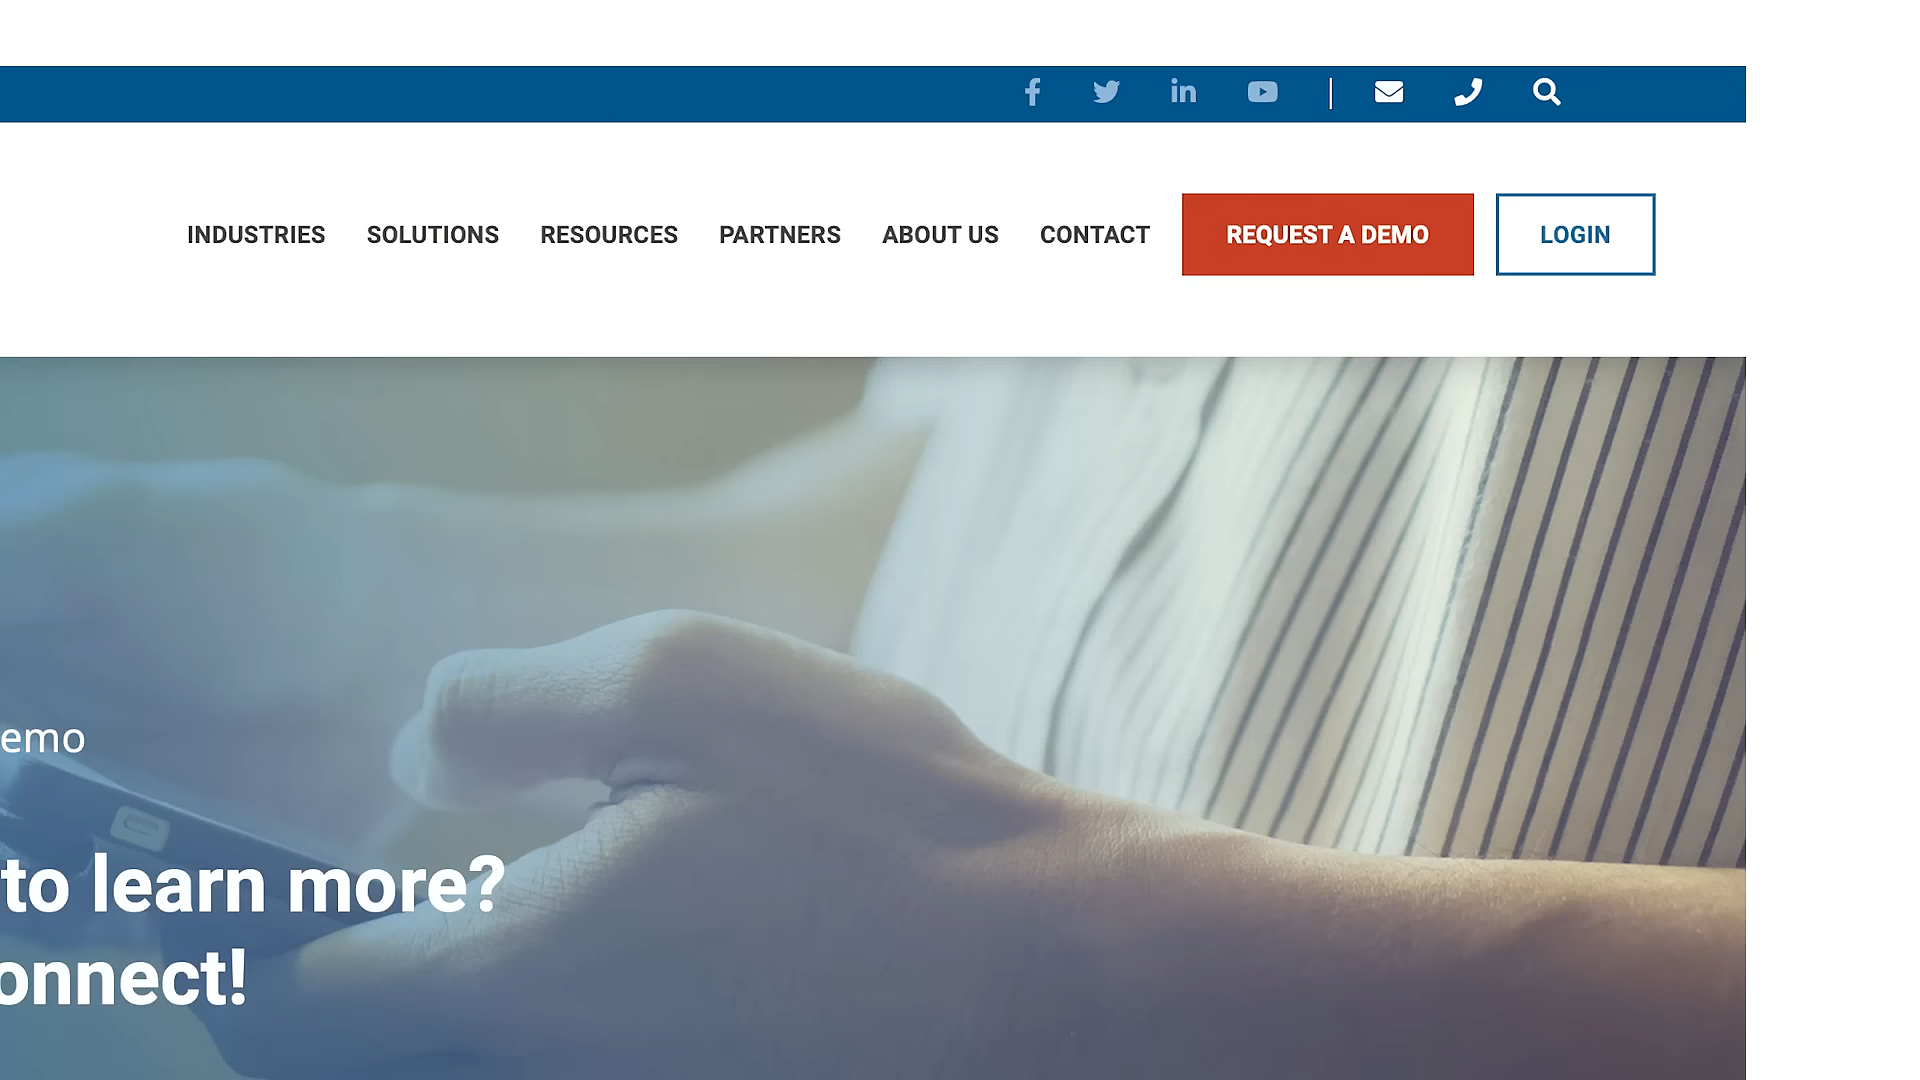 INDUSTRIES SOLUTIONS RESOURCES PARTNERS ABOUT US CONTACT REQUEST A DEMO LOGIN
emo
to learn more?
onnect!